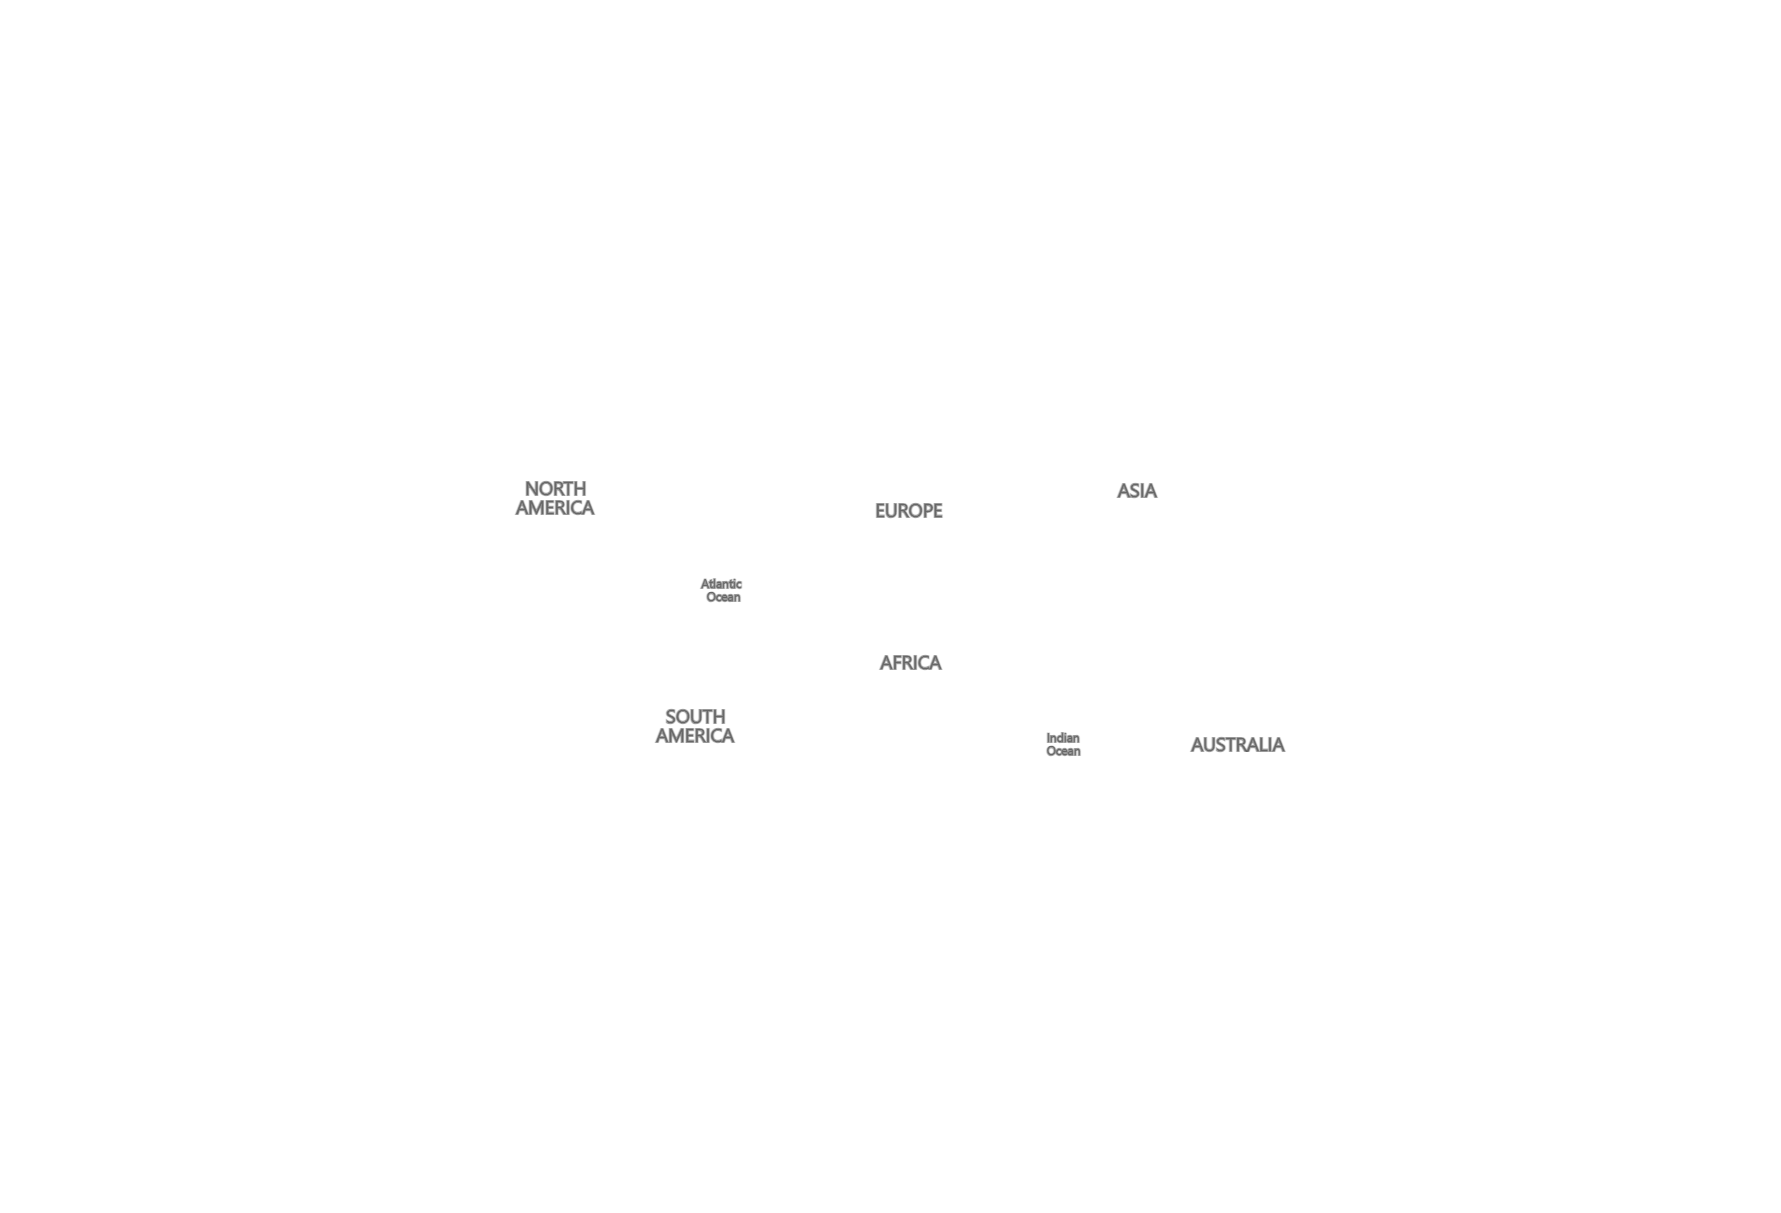 NORTH
AMERICA
ASIA
EUROPE
Atlantic
Ocean
AFRICA
SOUTH
AMERICA
Indian
Ocean
AUSTRALIA